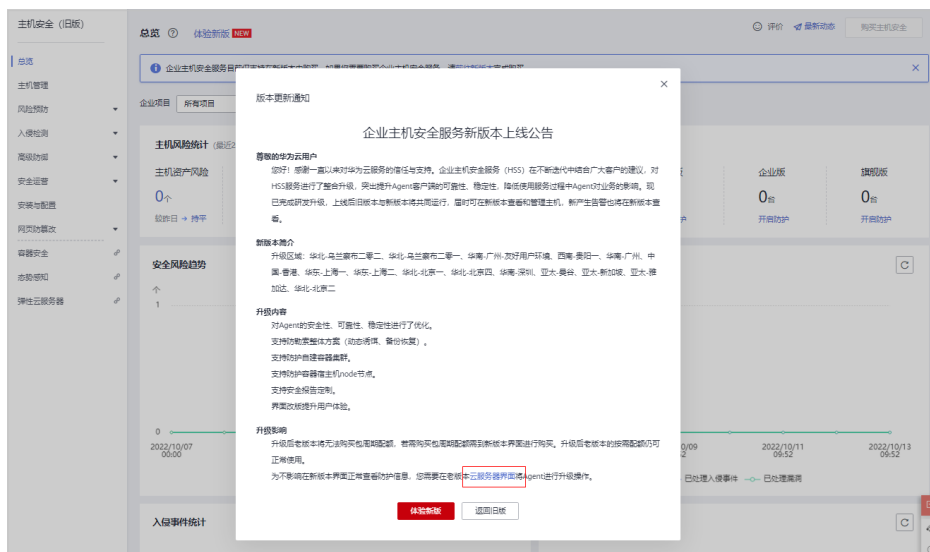 主机安全（旧版）
总览
体验新版 NEW
评价
最新动态
购买主机安全
总览
主机管理
风险预防
入侵检测
高级防御
安全运营
安装与配置
网页防篡改
容器安全
态势感知
弹性云服务器
企业项目
所有项目
主机风险统计
主机资产风险
0个
较昨日 → 持平
企业版
0台
开启防护
旗舰版
0台
开启防护
安全风险趋势
个
1
0
2022/10/07
00:00
2022/10/11
09:52
2022/10/13
09:52
已处理入侵事件
已处理漏洞
入侵事件统计
版本更新通知
企业主机安全服务新版本上线公告
尊敬的华为云用户
您好！感谢一直以来对华为云服务的信任与支持。企业主机安全服务（HSS）在不断迭代中结合广大客户的建议，对
HSS服务进行了整合升级，突出提升Agent客户端的可靠性、稳定性，降低使用服务过程中Agent对业务的影响。现
已完成研发升级，上线后旧版本与新版本将共同运行，届时可在新版本查看和管理主机，新产生告警也将在新版本查
看。
新版本简介
升级区域：华北-乌兰察布二零二、华北-乌兰察布二零一、华南-广州-友好用户环境、西南-贵阳一、华南-广州、中
国-香港、华东-上海一、华东-上海二、华北-北京一、华北-北京四、华南-深圳、亚太-曼谷、亚太-新加坡、亚太-雅
加达、华北-北京二
升级内容
对Agent的安全性、可靠性、稳定性进行了优化。
支持防勒索整体方案（动态诱饵、备份恢复）。
支持防护自建容器集群。
支持防护容器宿主机node节点。
支持安全报告定制。
界面改版提升用户体验。
升级影响
升级后老版本将无法购买包周期配额，若需购买包周期配额需到新版本界面进行购买。升级后老版本的按需配额仍可
正常使用。
为不影响在新版本界面正常查看防护信息，您需要在老版本云服务器界面将Agent进行升级操作。
体验新版
返回旧版